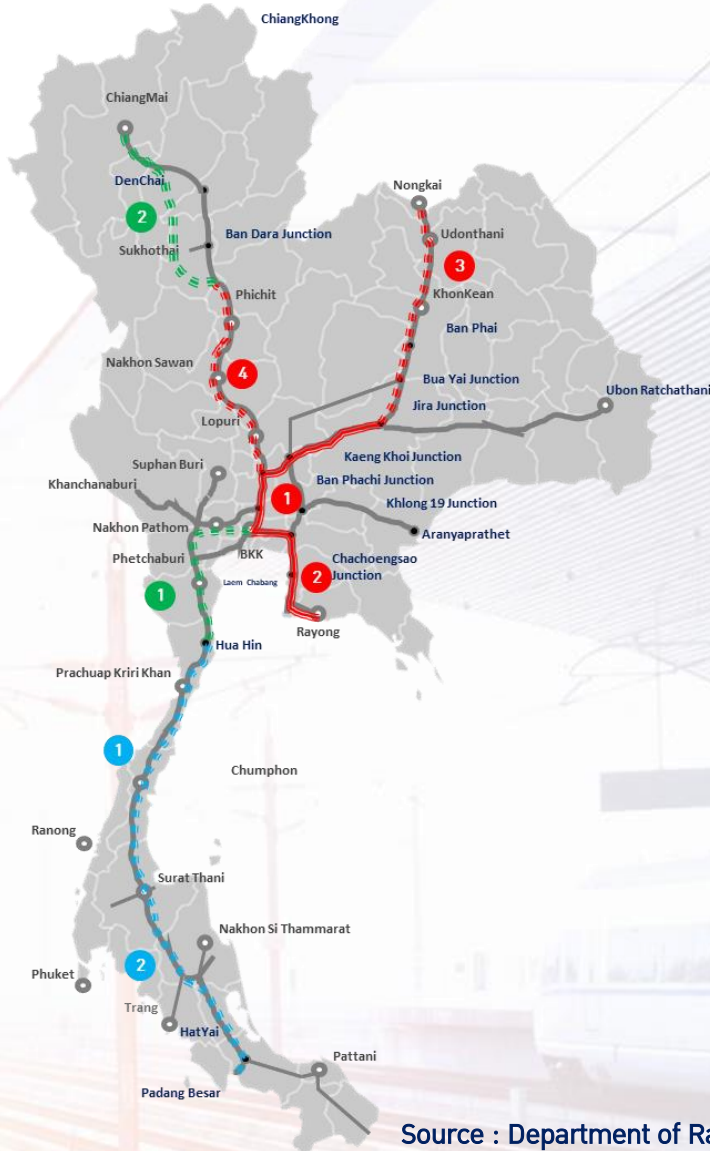 ChiangKhong
ChiangMai
DenChai
Nongkai
2
Udonthani
Sukhothai
Ban Dara Junction
3
Phichit
KhonKean
Ban Phai
Nakhon Sawan
4
Bua Yai Junction
Ubon Ratchathani
Jira Junction
Lopuri
Kaeng Khoi Junction
Suphan Buri
Ban Phachi Junction
Khanchanaburi
1
Khlong 19 Junction
Nakhon Pathom
Aranyaprathet
BKK
Phetchaburi
Chachoengsao
Junction
Laem Chabang
2
1
Rayong
Hua Hin
Prachuap Kriri Khan
1
Chumphon
Ranong
Surat Thani
Nakhon Si Thammarat
2
Phuket
Trang
HatYai
Pattani
Padang Besar
Source : Department of Ra